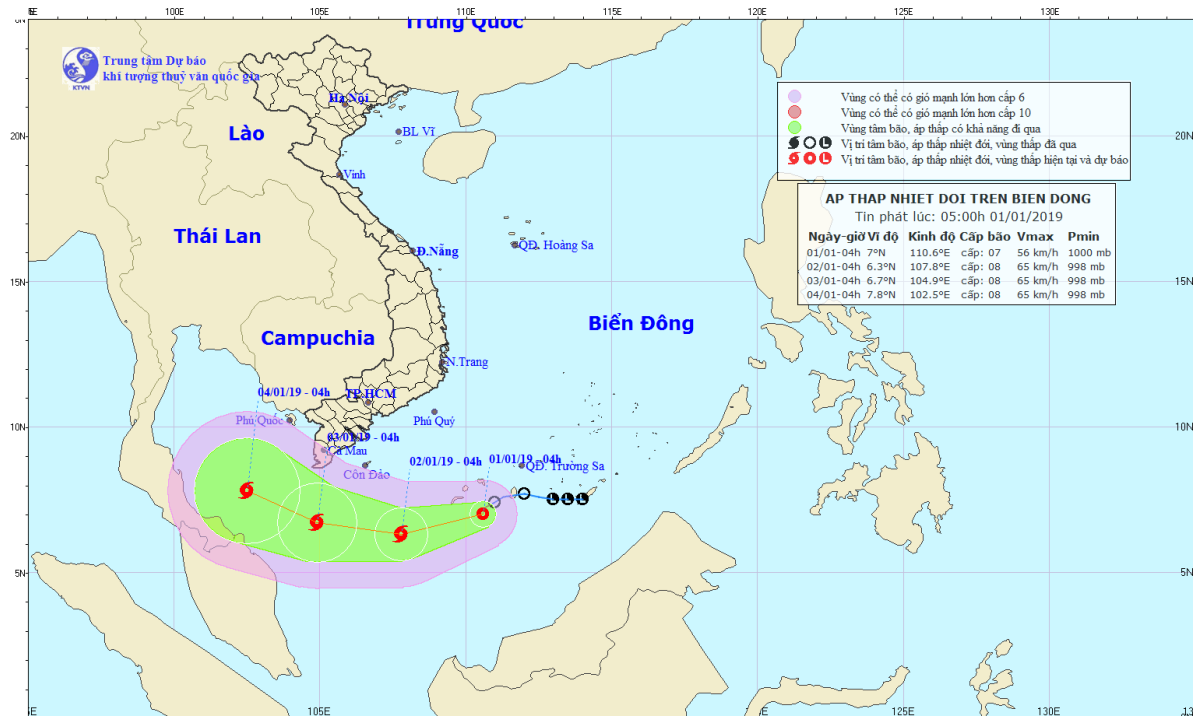 E 100E 105E 110E 115E 120E 125E 130E
Trung Quốc
Trung tâm Dự báo
khí tượng thuỷ văn quốc gia
KTVN
Hà Nội
Vùng có thể có gió mạnh lớn hơn cấp 6
Vùng có thể có gió mạnh lớn hơn cấp 10
Vùng tâm bão, áp thấp có khả năng đi qua
Vị trí tâm bão, áp thấp nhiệt đới, vùng thấp đã qua
Vị trí tâm bão, áp thấp nhiệt đới, vùng thấp hiện tại và dự báo
Lào
BL Vĩ
20N 20N
Vinh
AP THAP NHIET DOI TREN BIEN DONG
Tin phát lúc: 05:00h 01/01/2019
Ngày-giờ Vĩ độ Kinh độ Cấp bão Vmax Pmin
01/01-04h 7°N 110.6°E cấp: 07 56 km/h 1000 mb
02/01-04h 6.3°N 107.8°E cấp: 08 65 km/h 998 mb
03/01-04h 6.7°N 104.9°E cấp: 08 65 km/h 998 mb
04/01-04h 7.8°N 102.5°E cấp: 08 65 km/h 998 mb
Thái Lan
Đ.Nẵng
QĐ. Hoàng Sa
15N 15N
Biển Đông
Campuchia
N.Trang
04/01/19 - 04h
TP.HCM
Phú Quốc
Phú Quý
10N 10N
03/01/19 - 04h
Cà Mau
02/01/19 - 04h
01/01/19 - 04h
QĐ. Trường Sa
Côn Đảo
5N 5N
E 100E 105E 110E 115E 120E 125E 130E